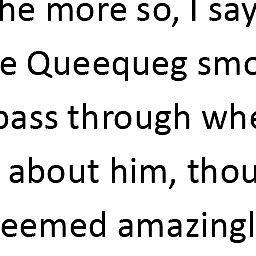 he more so, I say
e Queequeg smo
pass through whe
about him, thou
eemed amazingl